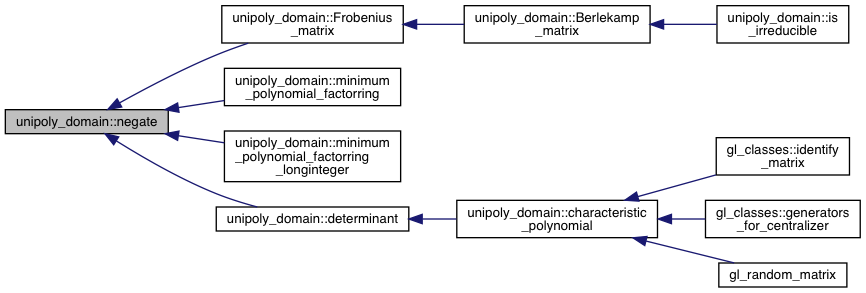 unipoly_domain::negate
unipoly_domain::Frobenius
_matrix
unipoly_domain::Berlekamp
_matrix
unipoly_domain::is
_irreducible
unipoly_domain::minimum
_polynomial_factorring
unipoly_domain::minimum
_polynomial_factorring
_longinteger
unipoly_domain::determinant
unipoly_domain::characteristic
_polynomial
gl_classes::identify
_matrix
gl_classes::generators
_for_centralizer
gl_random_matrix